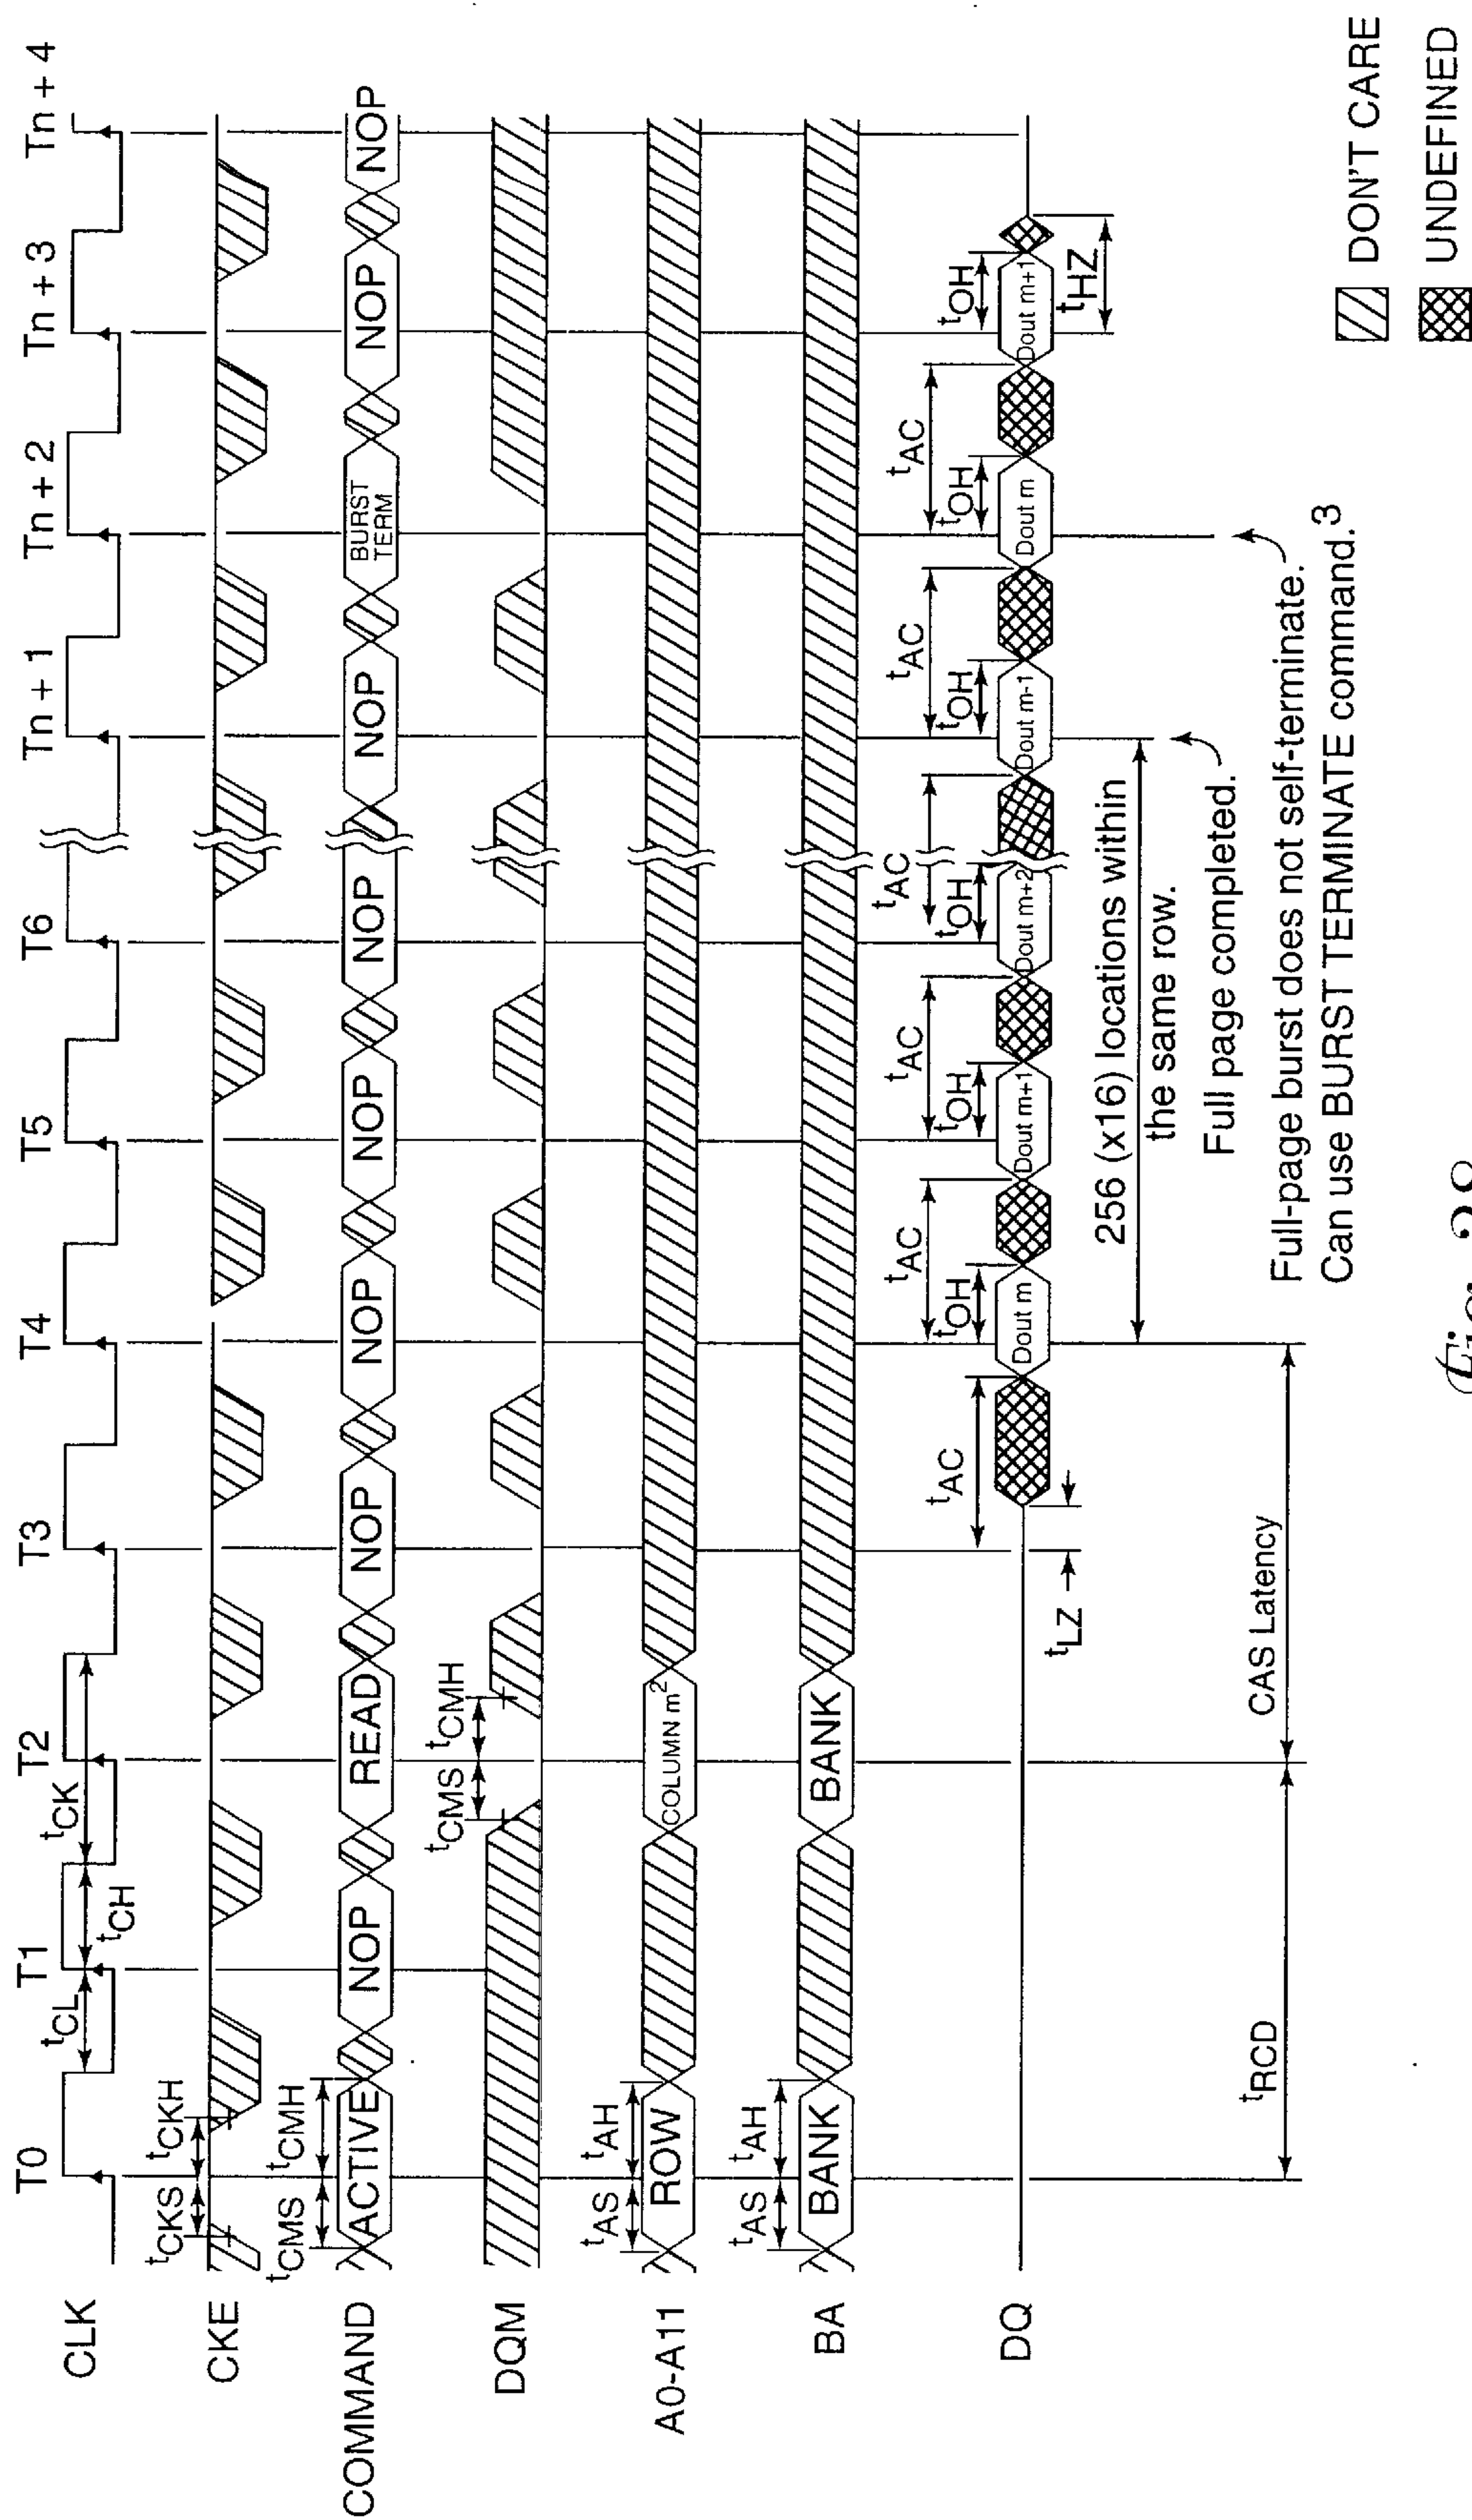 T0 T1 T2 T3 T4 T5 T6 Tn + 1 Tn + 2 Tn + 3 Tn + 4
CLK
tCL tCH tCK
tCKS tCKH
CKE
tCMS tCMH
COMMAND ACTIVE NOP READ NOP NOP NOP NOP NOP BURST TERM NOP NOP
tCMS tCMH
DQM
tAS tAH
A0-A11 ROW COLUMN m2
tAS tAH
BA BANK BANK
tAC tAC tAC tAC tAC tAC
tOH tOH tOH tOH tOH tOH
DQ Dout m Dout m+1 Dout m+2 Dout m-1 Dout m Dout m+1
tLZ tHZ
256 (x16) locations within
the same row.
Full page completed.
tRCD CAS Latency
Full-page burst does not self-terminate.
Can use BURST TERMINATE command.3
DON'T CARE
UNDEFINED